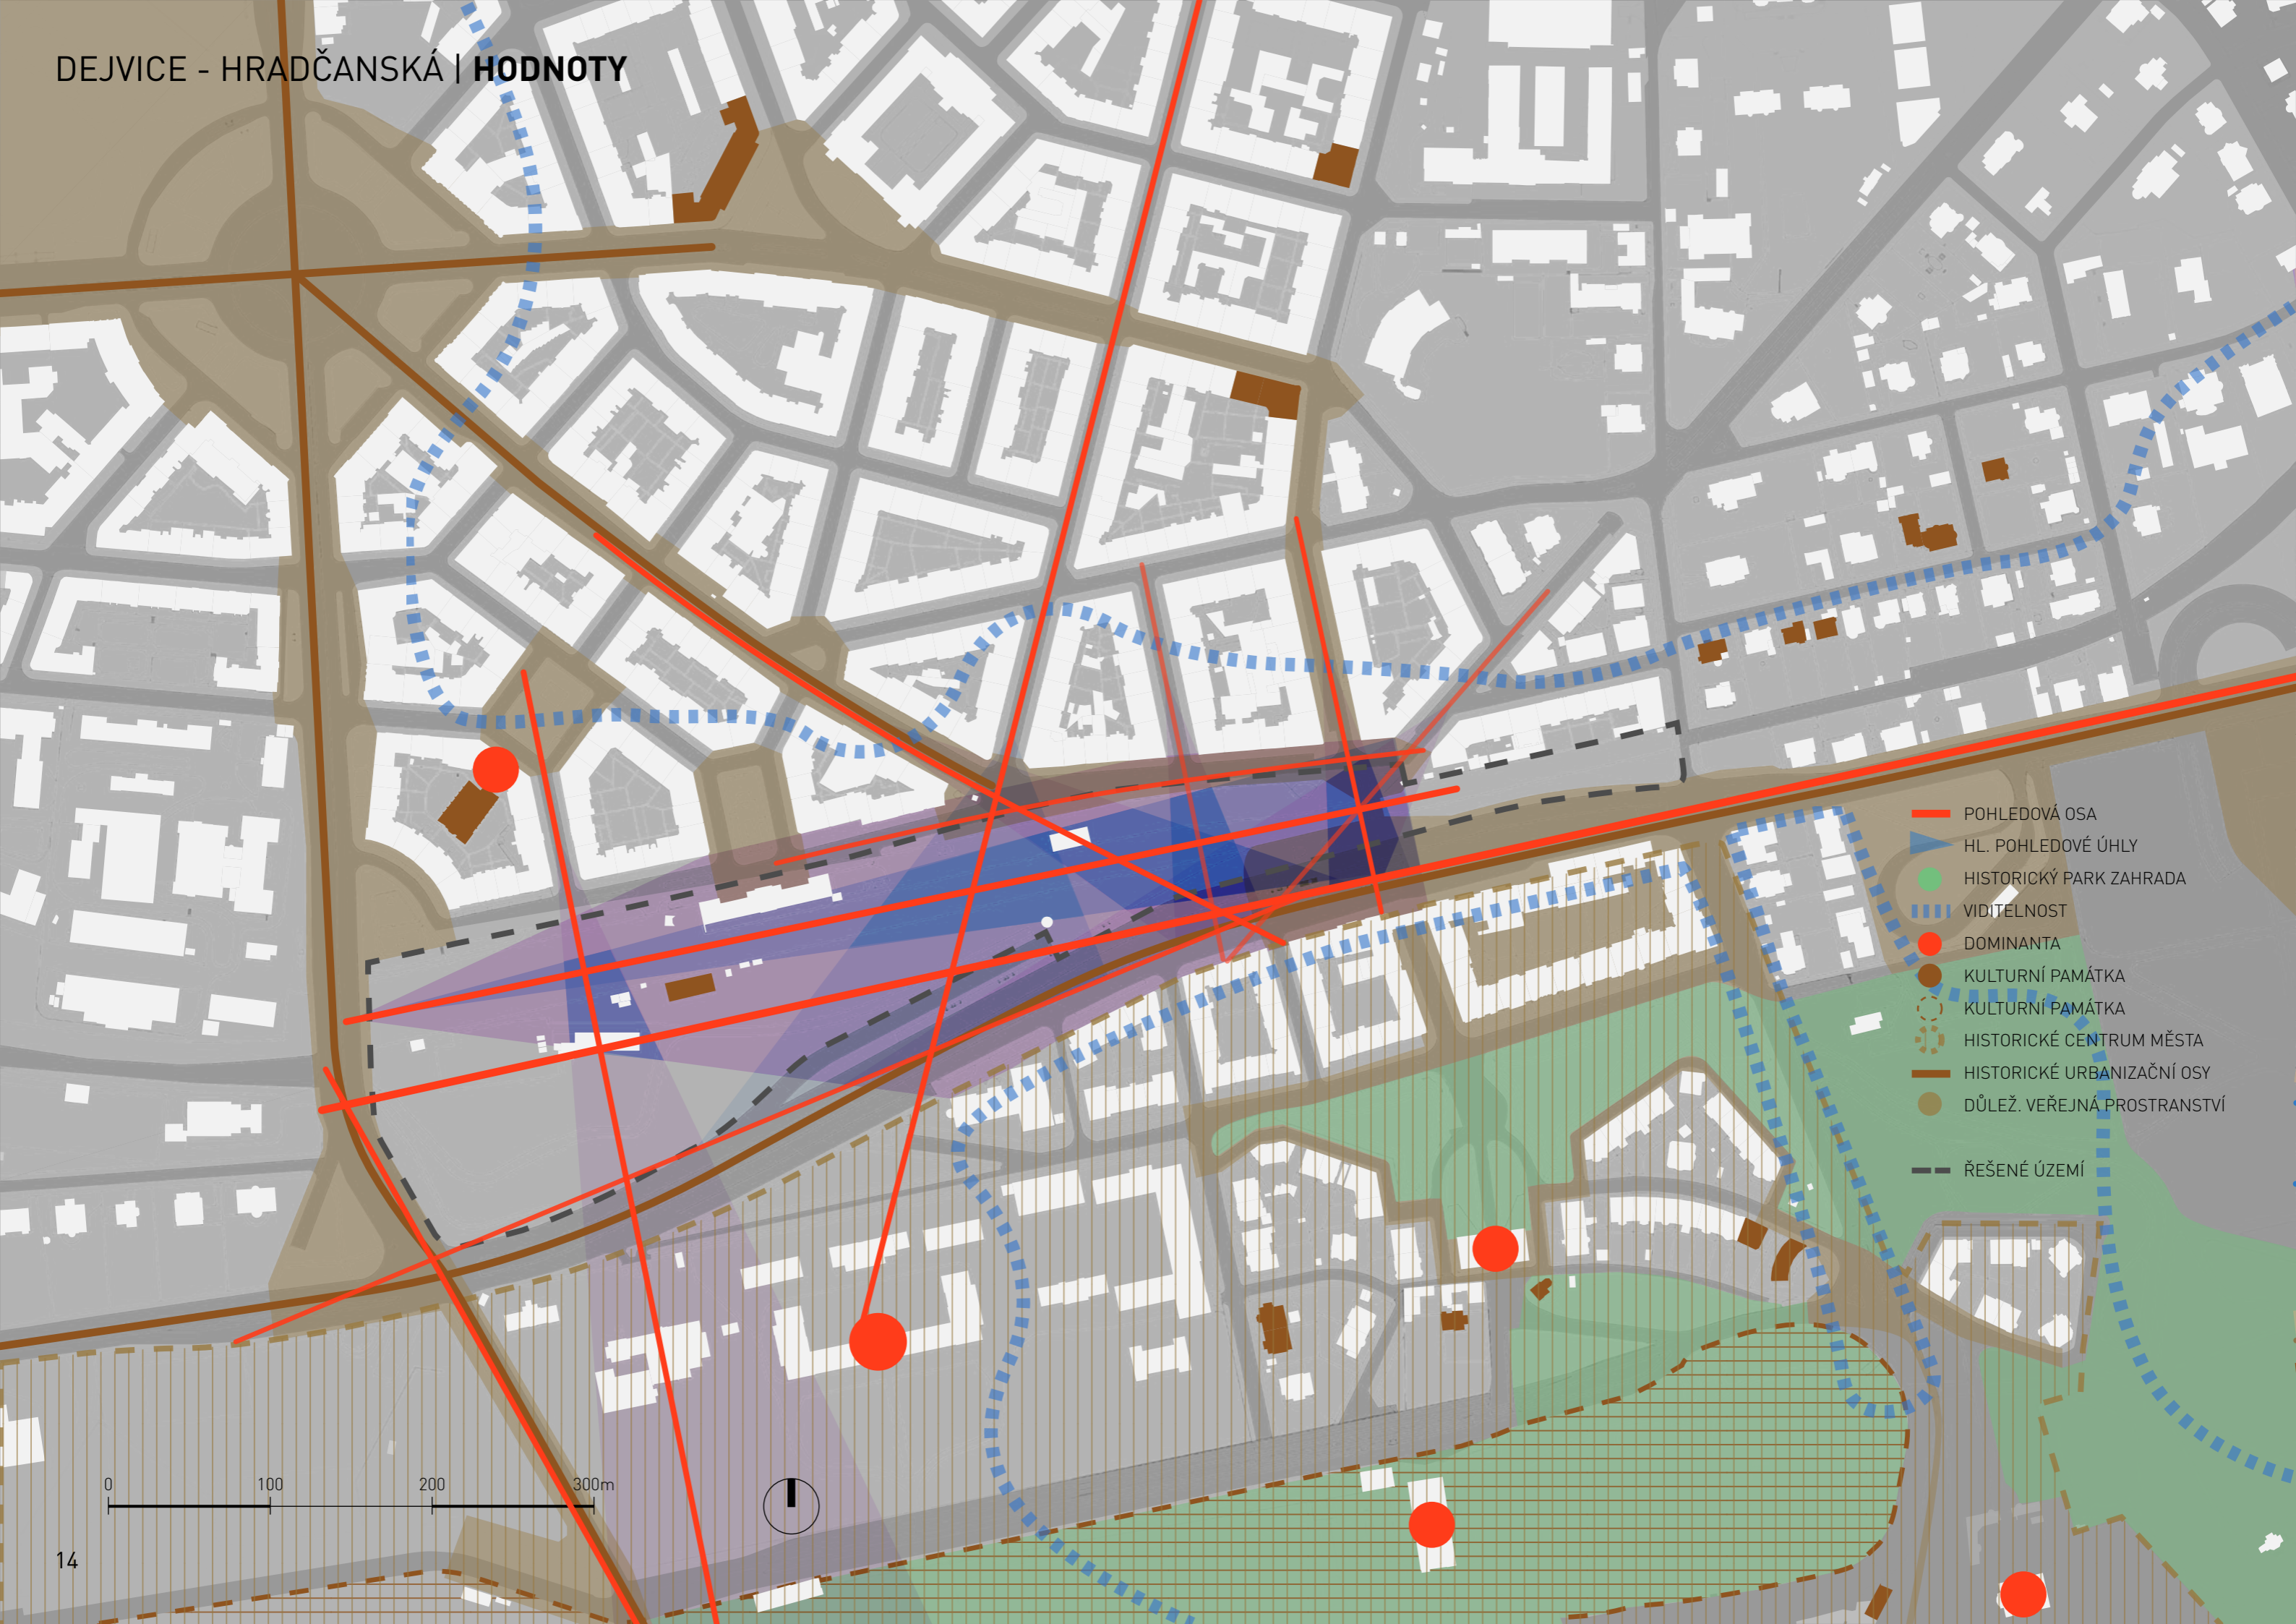 DEJVICE - HRADČANSKÁ | HODNOTY
POHLEDOVÁ OSA
HL. POHLEDOVÉ ÚHLY
HISTORICKÝ PARK ZAHRADA
VIDITELNOST
DOMINANTA
KULTURNÍ PAMÁTKA
KULTURNÍ PAMÁTKA
HISTORICKÉ CENTRUM MĚSTA
HISTORICKÉ URBANIZAČNÍ OSY
DŮLEŽ. VEŘEJNÁ PROSTRANSTVÍ
ŘEŠENÉ ÚZEMÍ
0 100 200 300m
14